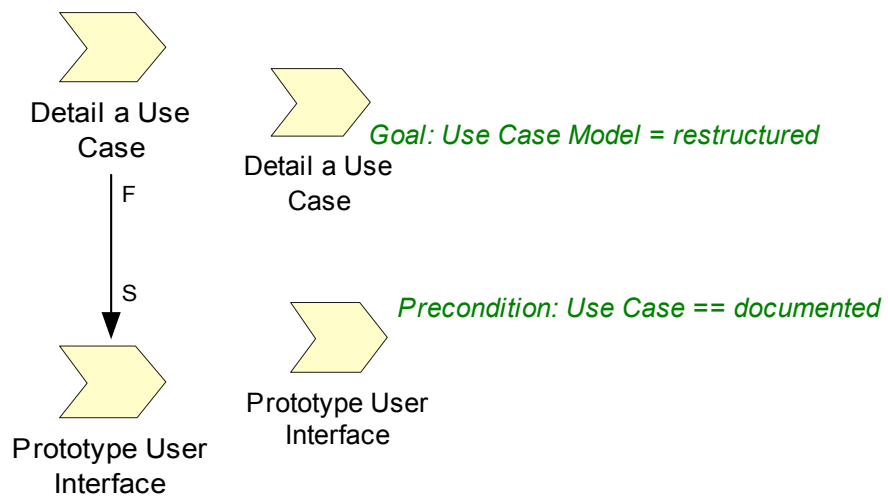 Detail a Use
Case
F
S
Prototype User
Interface
Goal: Use Case Model = restructured
Detail a Use
Case
Precondition: Use Case == documented
Prototype User
Interface